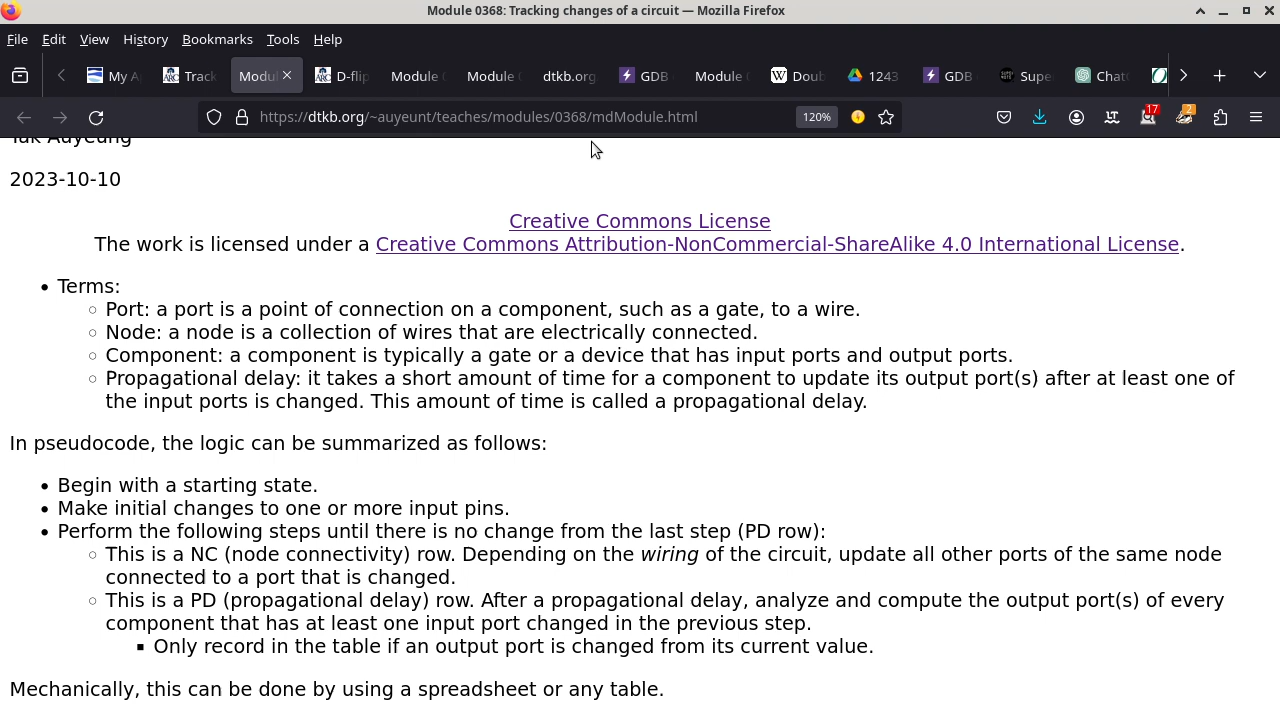 Module 0368: Tracking changes of a circuit — Mozilla Firefox
File Edit View History Bookmarks Tools Help
My A Track Modul D-flip Module Module dtkb.org GDB Module Doub 1243 GDB Supe Chat
https://dtkb.org/~auyeunt/teaches/modules/0368/mdModule.html 120% 17 2
Tak Auyeung
2023-10-10
Creative Commons License
The work is licensed under a Creative Commons Attribution-NonCommercial-ShareAlike 4.0 International License.
• Terms:
○ Port: a port is a point of connection on a component, such as a gate, to a wire.
○ Node: a node is a collection of wires that are electrically connected.
○ Component: a component is typically a gate or a device that has input ports and output ports.
○ Propagational delay: it takes a short amount of time for a component to update its output port(s) after at least one of
the input ports is changed. This amount of time is called a propagational delay.
In pseudocode, the logic can be summarized as follows:
• Begin with a starting state.
• Make initial changes to one or more input pins.
• Perform the following steps until there is no change from the last step (PD row):
○ This is a NC (node connectivity) row. Depending on the wiring of the circuit, update all other ports of the same node
connected to a port that is changed.
○ This is a PD (propagational delay) row. After a propagational delay, analyze and compute the output port(s) of every
component that has at least one input port changed in the previous step.
▪ Only record in the table if an output port is changed from its current value.
Mechanically, this can be done by using a spreadsheet or any table.